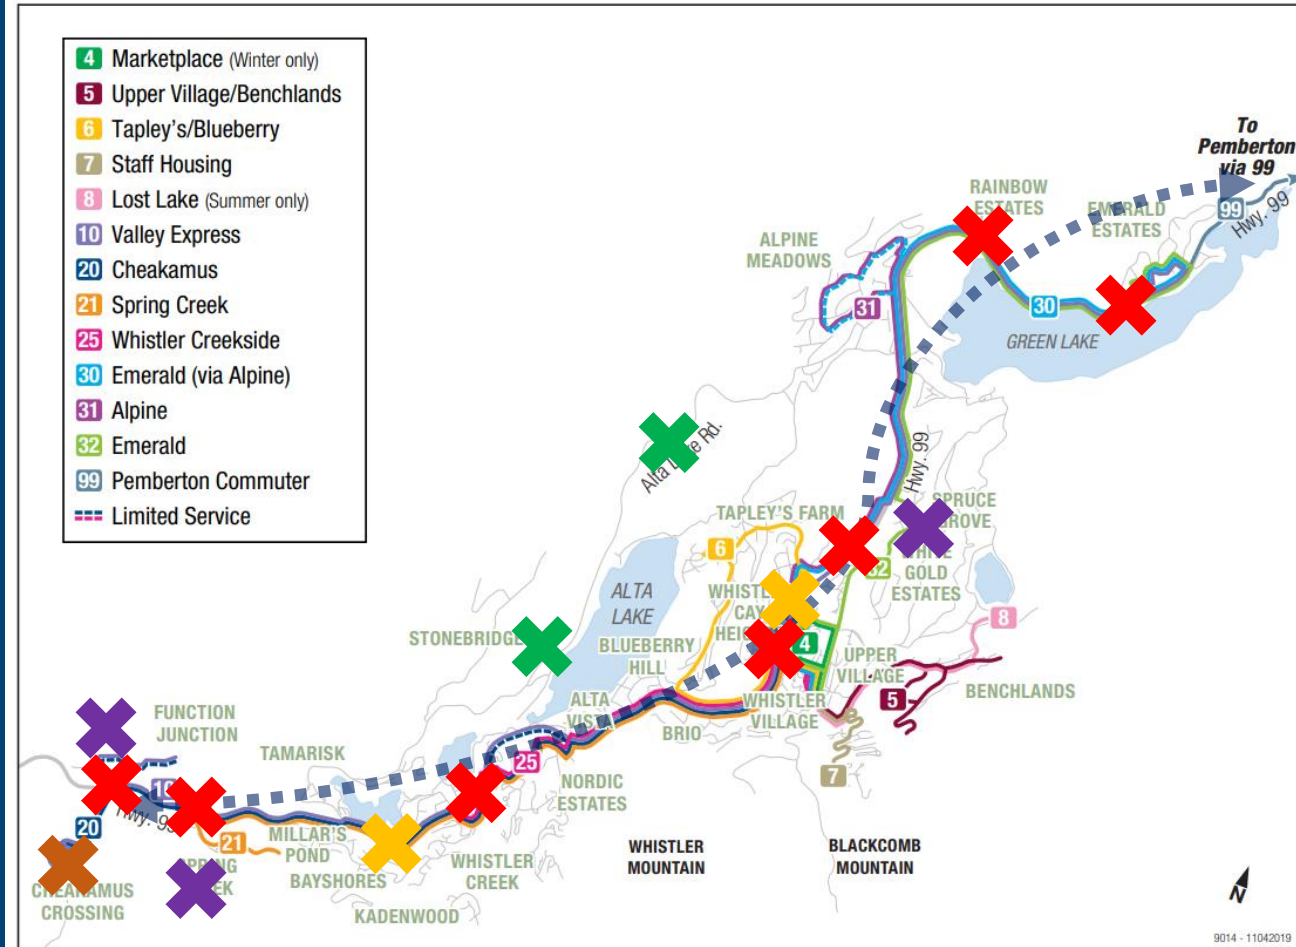 4 Marketplace (Winter only)
5 Upper Village/Benchlands
6 Tapley's/Blueberry
7 Staff Housing
8 Lost Lake (Summer only)
10 Valley Express
20 Cheakamus
21 Spring Creek
25 Whistler Creekside
30 Emerald (via Alpine)
31 Alpine
32 Emerald
99 Pemberton Commuter
Limited Service
To
Pemberton
via 99
99
Hwy. 99
RAINBOW
ESTATES
EMERALD
ESTATES
ALPINE
MEADOWS
31
30
GREEN LAKE
Hwy. 99
Rd.
SPRUCE
TAPLEY'S FARM
6
GOLD
ESTATES
ALTA
LAKE
8
STONEBRIDGE
BLUEBERRY
HILL
4
UPPER
VILLAGE
BENCHLANDS
5
WHISTLER
VILLAGE
ALTA
VISTA
BRIO
7
FUNCTION
JUNCTION
TAMARISK
25
NORDIC
ESTATES
20
21
MILLAR'S
POND
BAYSHORES
WHISTLER
CREEK
KADENWOOD
WHISTLER
MOUNTAIN
BLACKCOMB
MOUNTAIN
CROSSING
N
9014 - 11042019